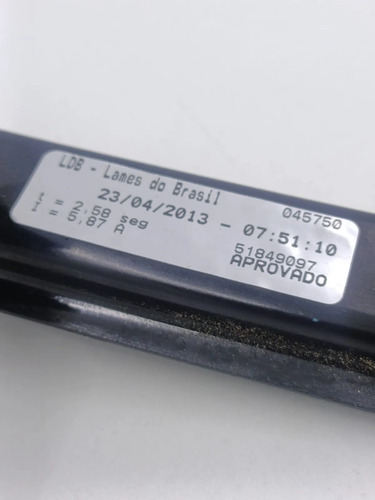 LDB - Lames do Brasil 045750
23/04/2013 - 07:51:10
= 2,58 seg 51849097
= 5,87 A APROVADO